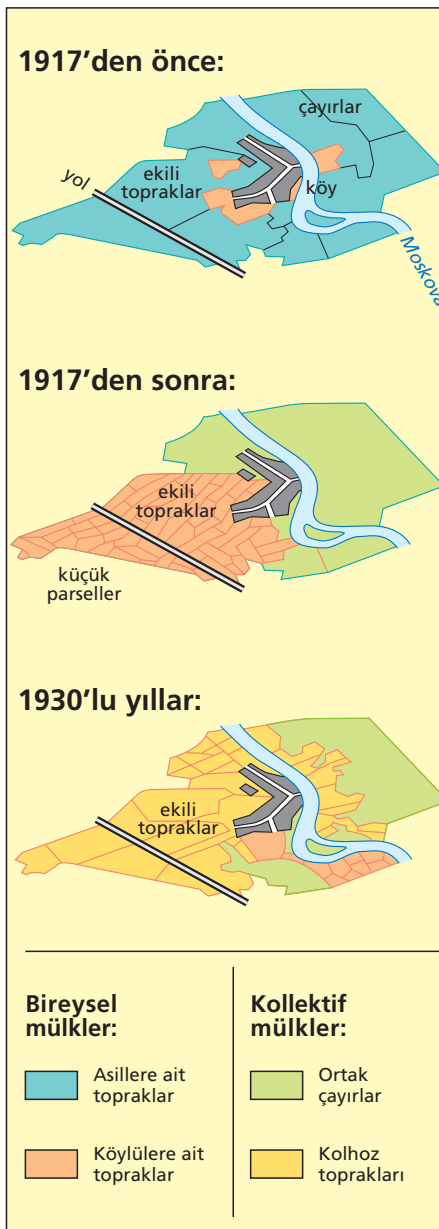 1917’den önce:
çayırlar
ekili
topraklar
yol
köy
Moskova
1917’den sonra:
ekili
topraklar
küçük
parseller
1930’lu yıllar:
ekili
topraklar
Bireysel
mülkler:
Asillere ait
topraklar
Köylülere ait
topraklar
Kollektif
mülkler:
Ortak
çayırlar
Kolhoz
toprakları